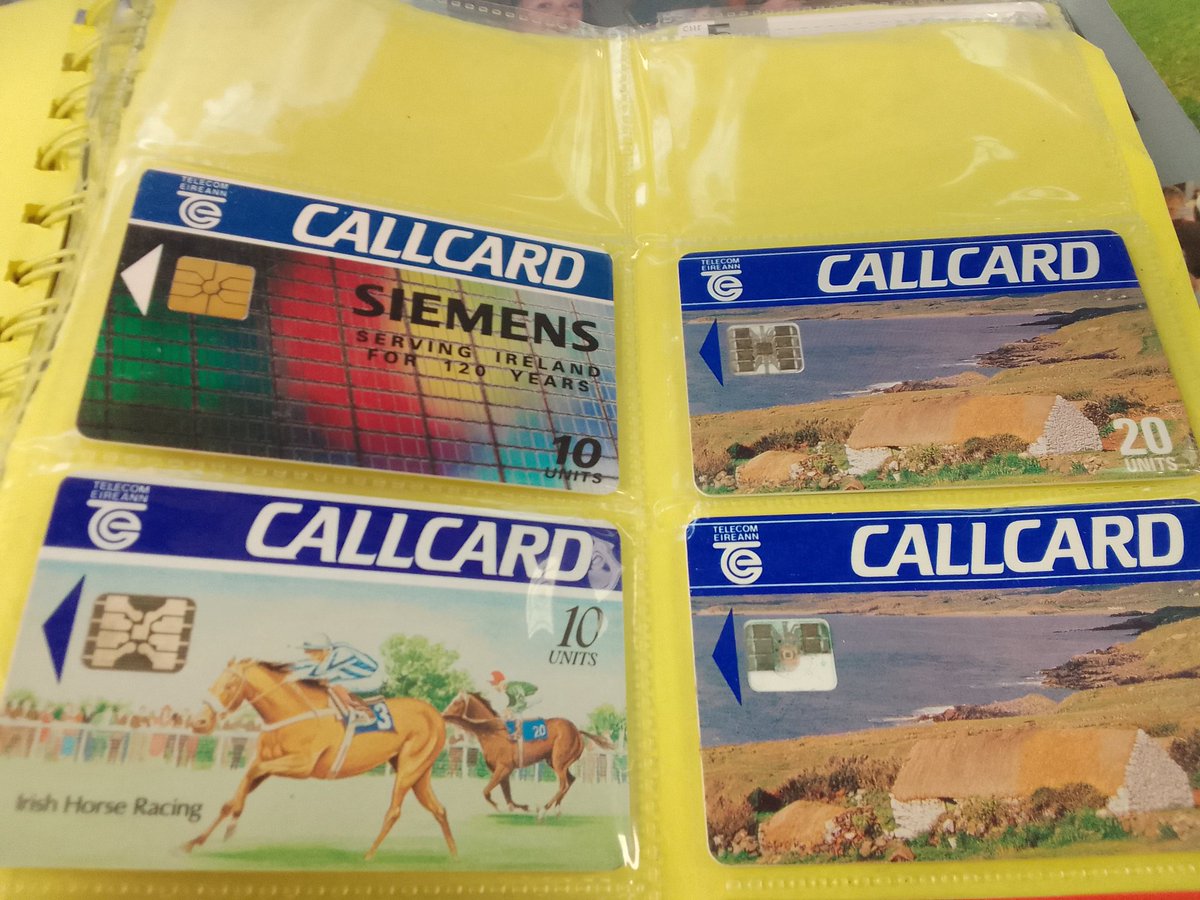 TELECOM
EIREANN
CALLCARD
SIEMENS
SERVING IRELAND
FOR 120 YEARS
10
UNITS
TELECOM
EIREANN
CALLCARD
20
UNITS
TELECOM
EIREANN
CALLCARD
10
UNITS
3
20
Irish Horse Racing
TELECOM
EIREANN
CALLCARD